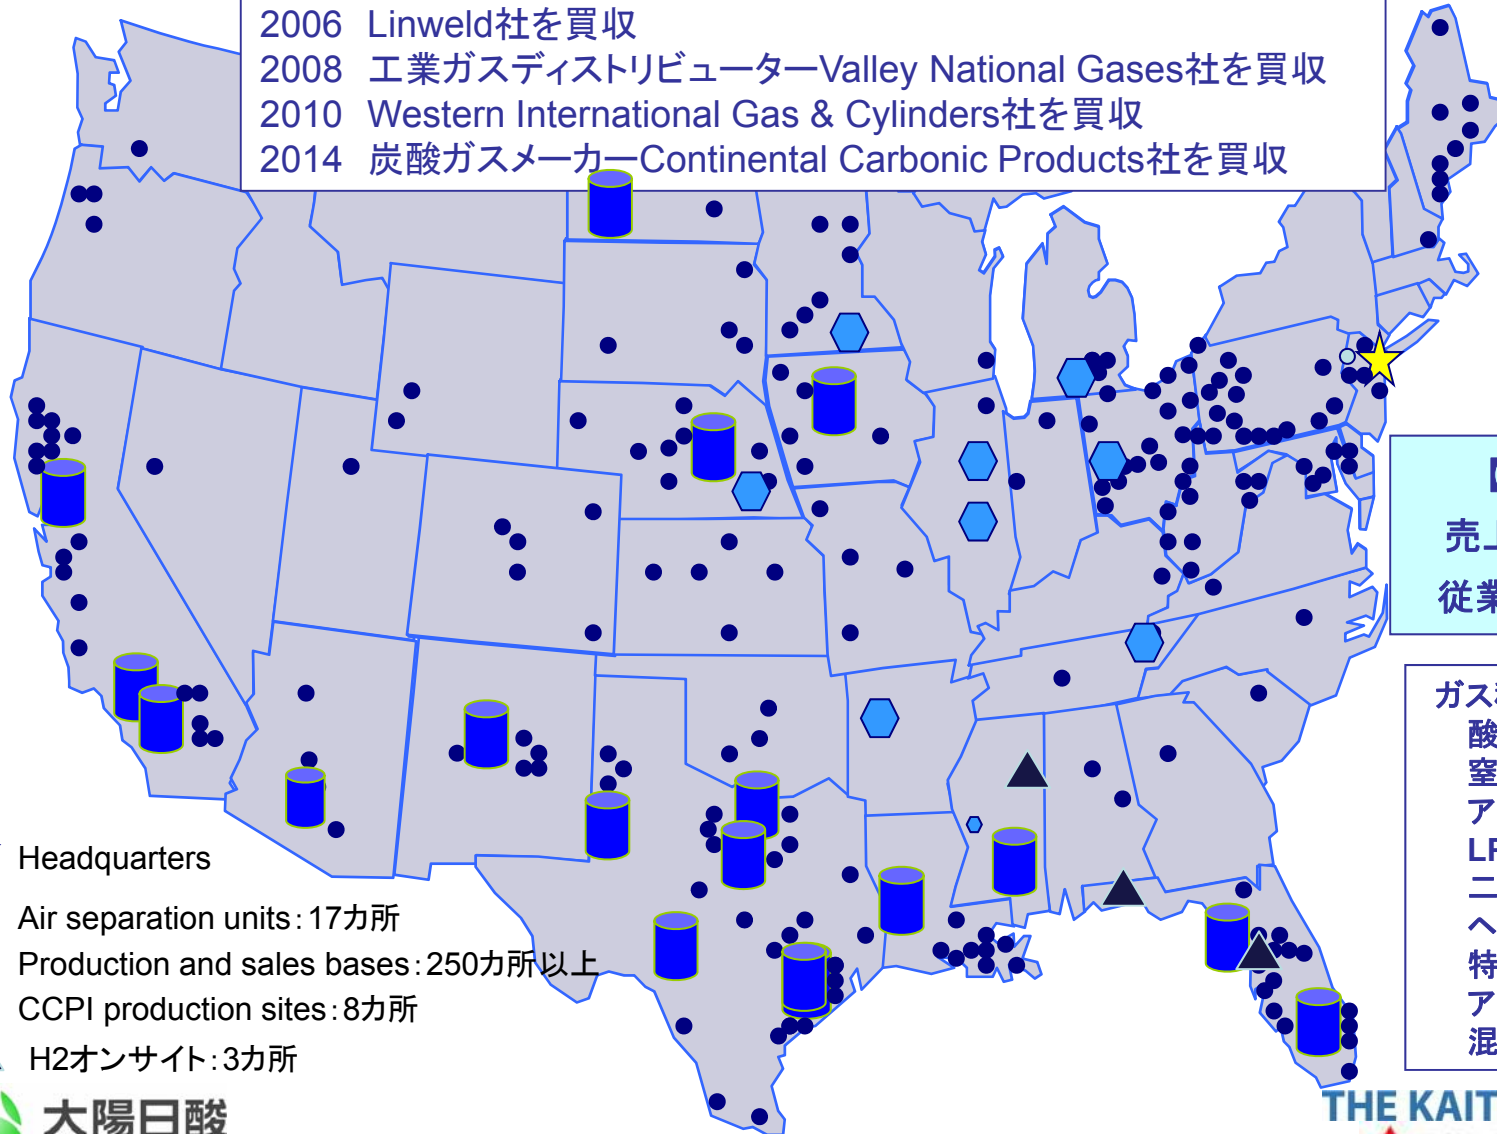 2006 Linweld社を買収
2008 工業ガスディストリビューターValley National Gases社を買収
2010 Western International Gas & Cylinders社を買収
2014 炭酸ガスメーカーContinental Carbonic Products社を買収
【
売上
従業
ガス
酸
窒
ア
二
ヘ
特
ア
混
Headquarters
Air separation units:17カ所
Production and sales bases:250カ所以上
CCPI production sites:8カ所
H2オンサイト:3カ所
大陽日酸
THE KAIT